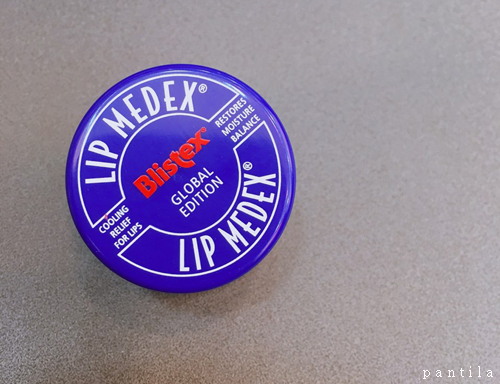 LIP MEDEX®
RESTORES
MOISTURE
BALANCE
Blistex®
GLOBAL
EDITION
COOLING
RELIEF
FOR LIPS
LIP MEDEX®
pantila